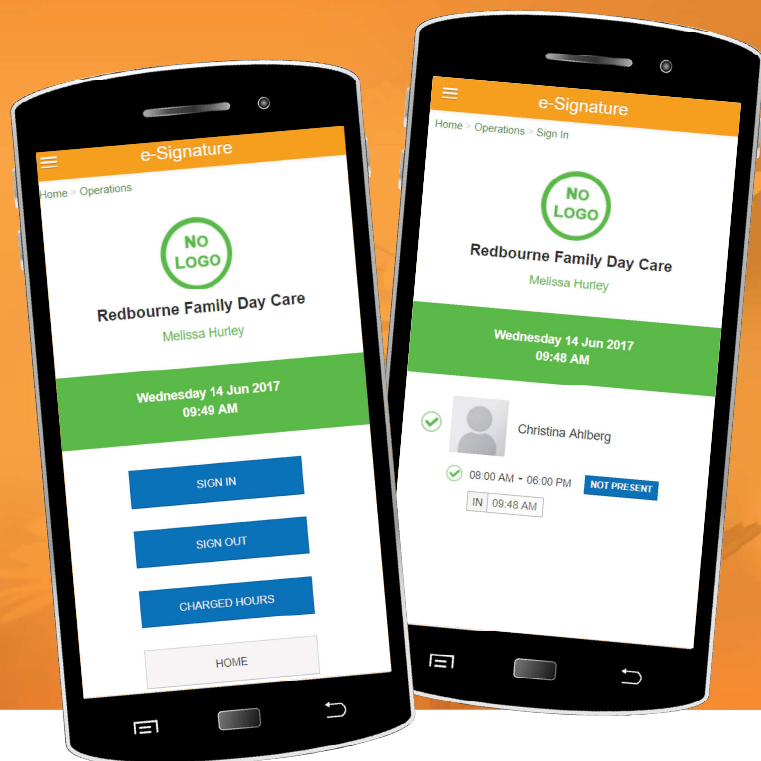 e-Signature
Home > Operations
NO
LOGO
Redbourne Family Day Care
Melissa Hurley
Wednesday 14 Jun 2017
09:49 AM
SIGN IN
SIGN OUT
CHARGED HOURS
HOME
e-Signature
Home > Operations > Sign In
NO
LOGO
Redbourne Family Day Care
Melissa Hurley
Wednesday 14 Jun 2017
09:48 AM
Christina Ahlberg
08:00 AM - 06:00 PM NOT PRESENT
IN 09:48 AM